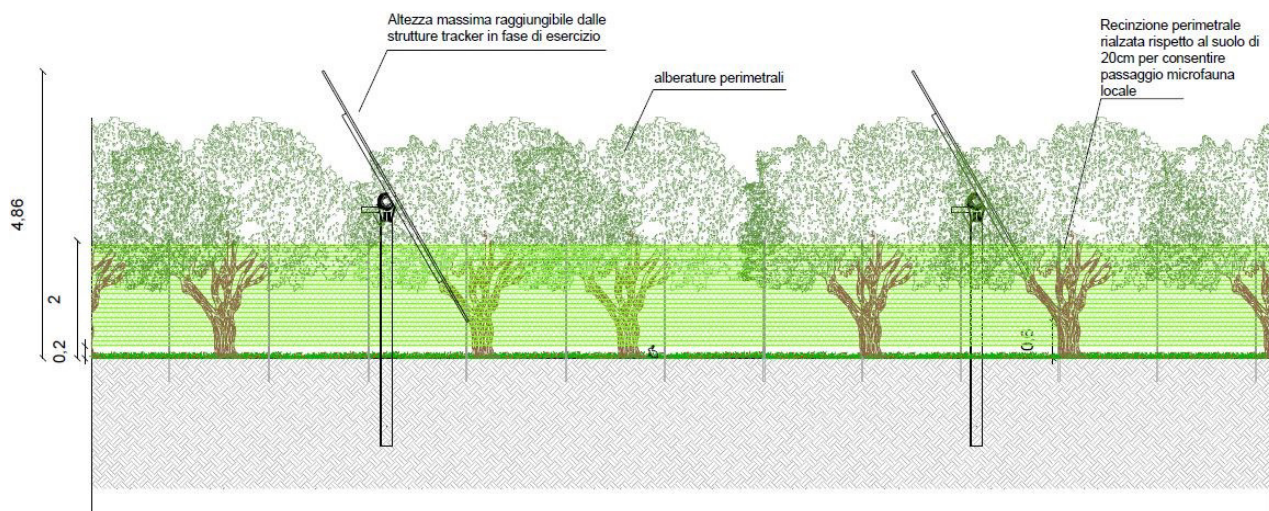 Altezza massima raggiungibile dalle
strutture tracker in fase di esercizio
alberature perimetrali
Recinzione perimetrale
rialzata rispetto al suolo di
20cm per consentire
passaggio microfauna
locale
4,86
2
0,2
0,6